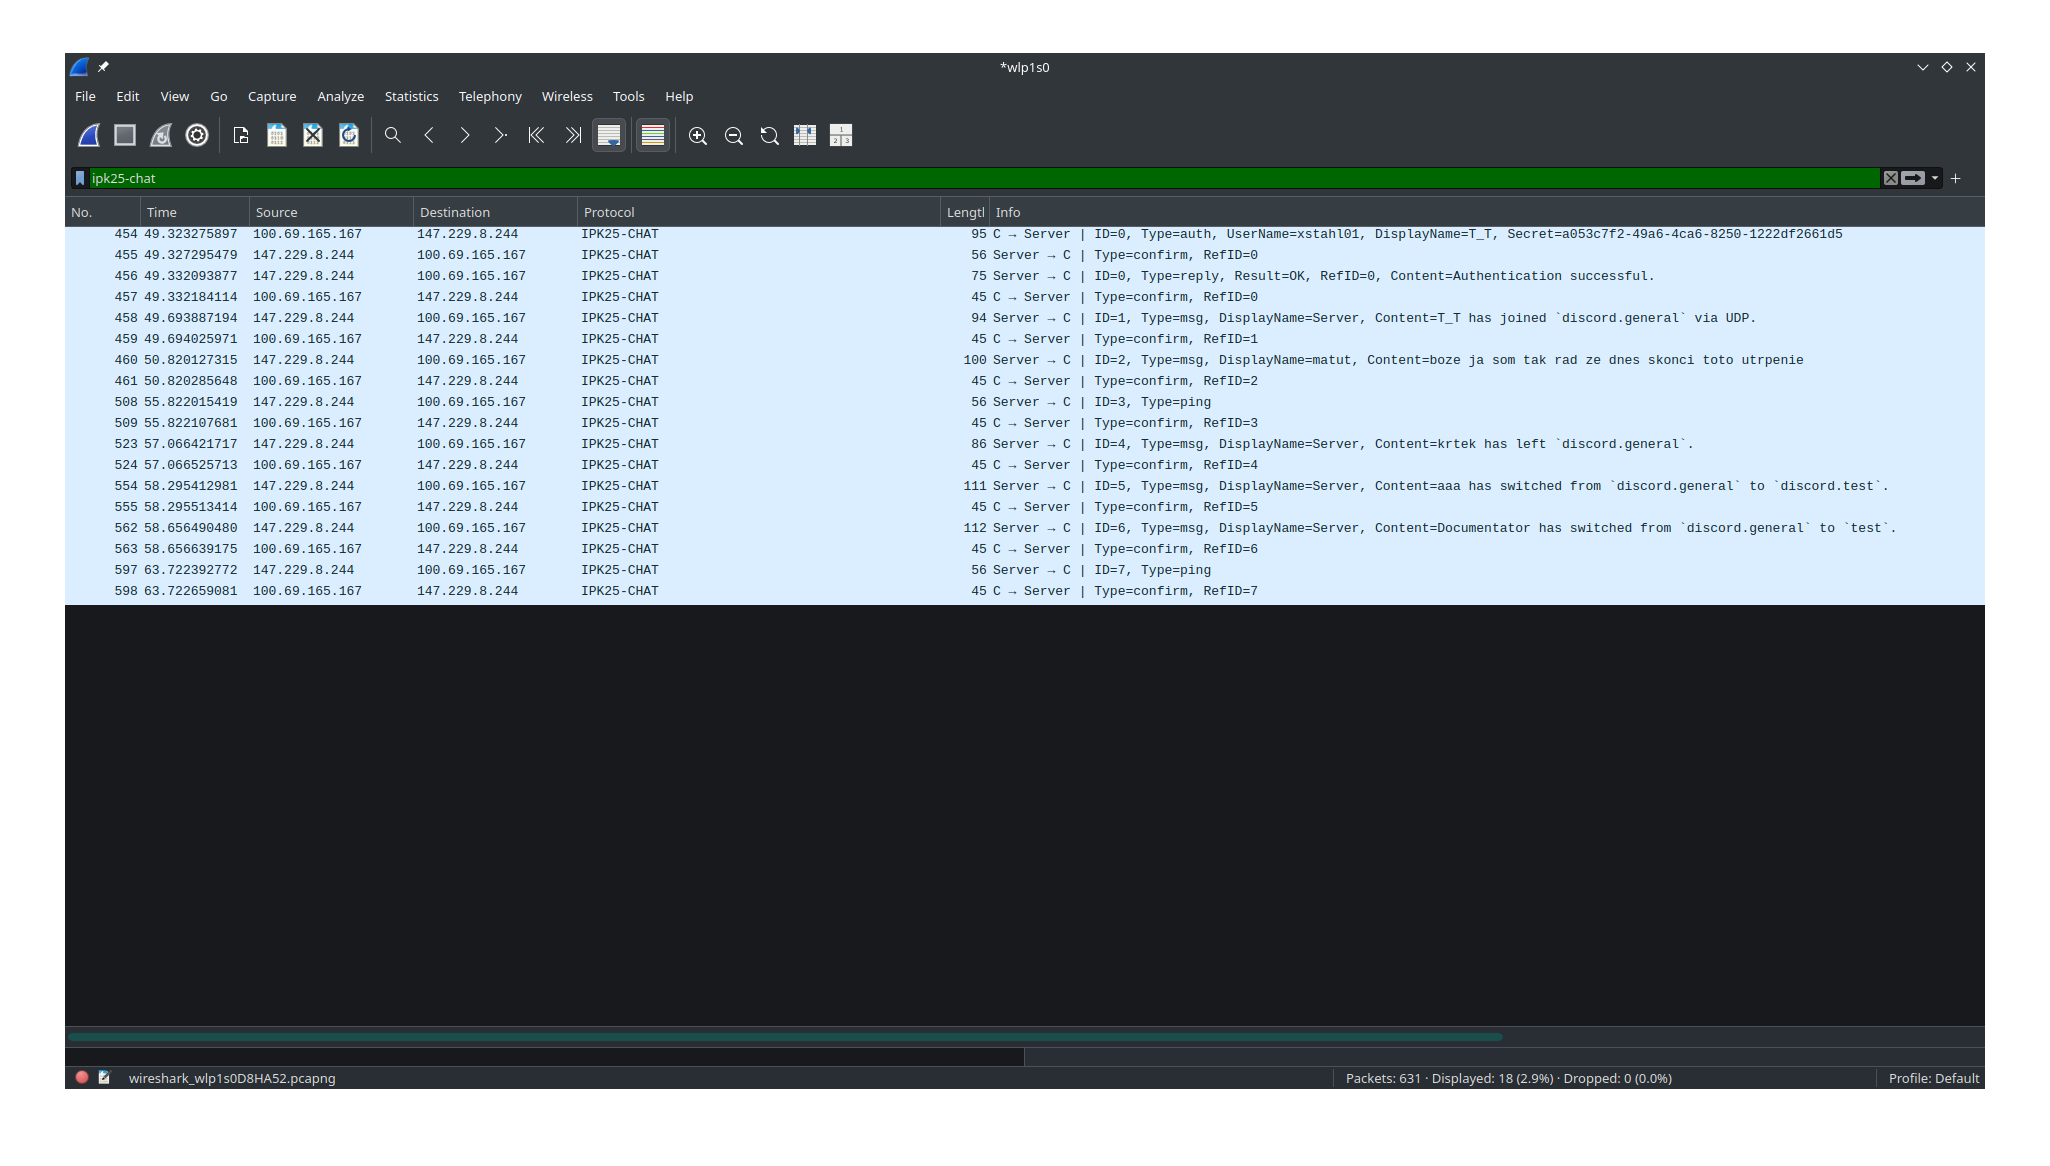 *wlp1s0
File Edit View Go Capture Analyze Statistics Telephony Wireless Tools Help
ipk25-chat
No. Time Source Destination Protocol Lengtl Info
454 49.323275897 100.69.165.167 147.229.8.244 IPK25-CHAT 95 C → Server | ID=0, Type=auth, UserName=xstahl01, DisplayName=T_T, Secret=a053c7f2-49a6-4ca6-8250-1222df2661d5
455 49.327295479 147.229.8.244 100.69.165.167 IPK25-CHAT 56 Server → C | Type=confirm, RefID=0
456 49.332093877 147.229.8.244 100.69.165.167 IPK25-CHAT 75 Server → C | ID=0, Type=reply, Result=OK, RefID=0, Content=Authentication successful.
457 49.332184114 100.69.165.167 147.229.8.244 IPK25-CHAT 45 C → Server | Type=confirm, RefID=0
458 49.693887194 147.229.8.244 100.69.165.167 IPK25-CHAT 94 Server → C | ID=1, Type=msg, DisplayName=Server, Content=T_T has joined `discord.general` via UDP.
459 49.694025971 100.69.165.167 147.229.8.244 IPK25-CHAT 45 C → Server | Type=confirm, RefID=1
460 50.820127315 147.229.8.244 100.69.165.167 IPK25-CHAT 100 Server → C | ID=2, Type=msg, DisplayName=matut, Content=boze ja som tak rad ze dnes skonci toto utrpenie
461 50.820285648 100.69.165.167 147.229.8.244 IPK25-CHAT 45 C → Server | Type=confirm, RefID=2
508 55.822015419 147.229.8.244 100.69.165.167 IPK25-CHAT 56 Server → C | ID=3, Type=ping
509 55.822107681 100.69.165.167 147.229.8.244 IPK25-CHAT 45 C → Server | Type=confirm, RefID=3
523 57.066421717 147.229.8.244 100.69.165.167 IPK25-CHAT 86 Server → C | ID=4, Type=msg, DisplayName=Server, Content=krtek has left `discord.general`.
524 57.066525713 100.69.165.167 147.229.8.244 IPK25-CHAT 45 C → Server | Type=confirm, RefID=4
554 58.295412981 147.229.8.244 100.69.165.167 IPK25-CHAT 111 Server → C | ID=5, Type=msg, DisplayName=Server, Content=aaa has switched from `discord.general` to `discord.test`.
555 58.295513414 100.69.165.167 147.229.8.244 IPK25-CHAT 45 C → Server | Type=confirm, RefID=5
562 58.656490480 147.229.8.244 100.69.165.167 IPK25-CHAT 112 Server → C | ID=6, Type=msg, DisplayName=Server, Content=Documentator has switched from `discord.general` to `test`.
563 58.656639175 100.69.165.167 147.229.8.244 IPK25-CHAT 45 C → Server | Type=confirm, RefID=6
597 63.722392772 147.229.8.244 100.69.165.167 IPK25-CHAT 56 Server → C | ID=7, Type=ping
598 63.722659081 100.69.165.167 147.229.8.244 IPK25-CHAT 45 C → Server | Type=confirm, RefID=7
wireshark_wlp1s0D8HA52.pcapng Packets: 631 · Displayed: 18 (2.9%) · Dropped: 0 (0.0%) Profile: Default